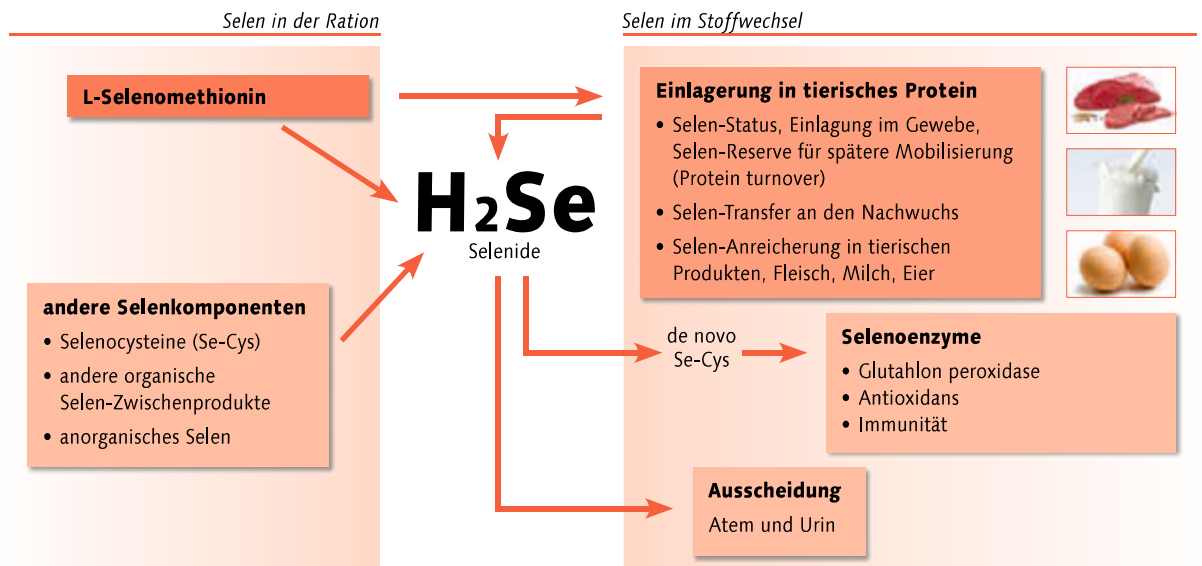 Selen in der Ration
Selen im Stoffwechsel
L-Selenomethionin
H2Se
Selenide
andere Selenkomponenten
• Selenocysteine (Se-Cys)
• andere organische
Selen-Zwischenprodukte
• anorganisches Selen
Einlagerung in tierisches Protein
• Selen-Status, Einlagung im Gewebe,
Selen-Reserve für spätere Mobilisierung
(Protein turnover)
• Selen-Transfer an den Nachwuchs
• Selen-Anreicherung in tierischen
Produkten, Fleisch, Milch, Eier
de novo
Se-Cys
Selenoenzyme
• Glutahlon peroxidase
• Antioxidans
• Immunität
Ausscheidung
Atem und Urin